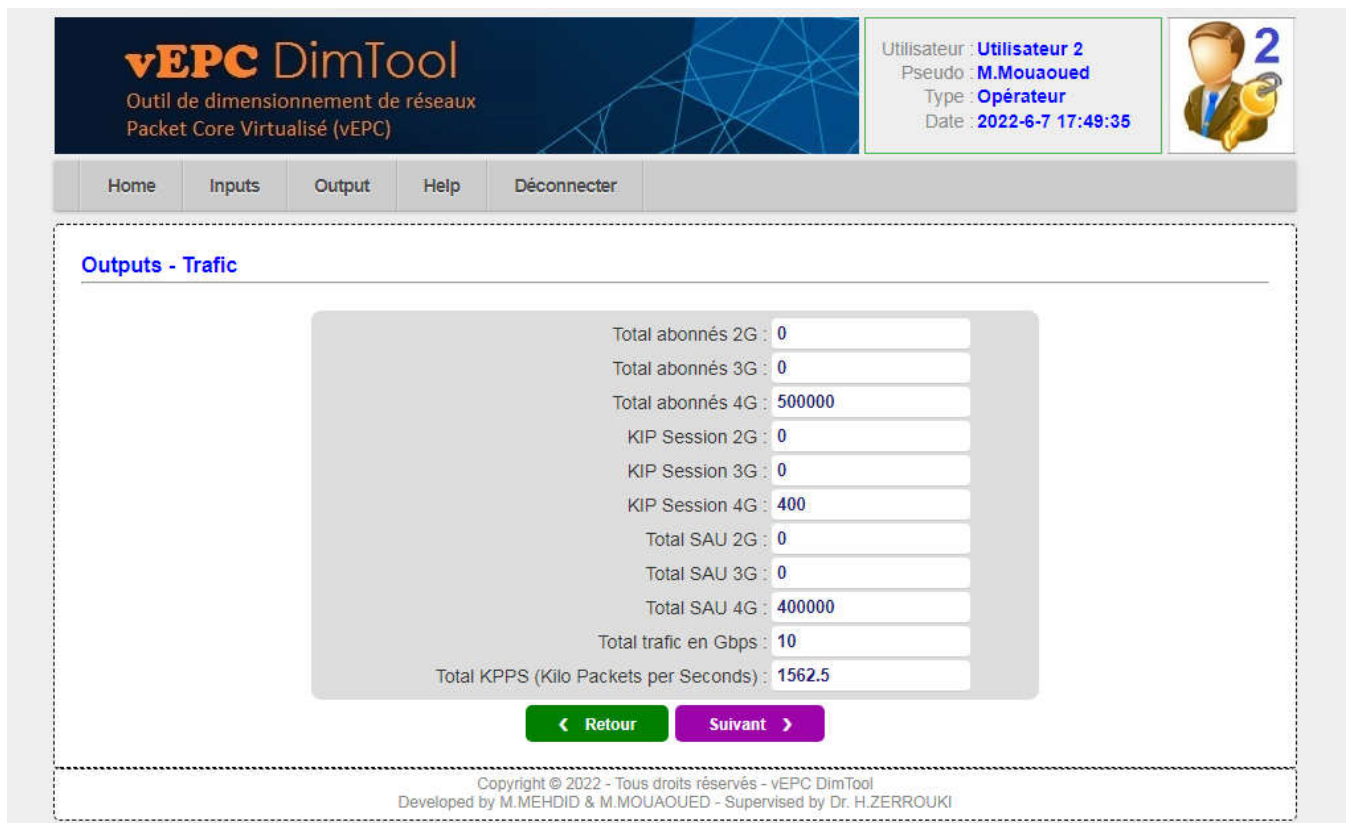 vEPC DimTool
Outil de dimensionnement de réseaux
Packet Core Virtualisé (vEPC)
Utilisateur : Utilisateur 2
Pseudo : M.Mouaoued
Type : Opérateur
Date : 2022-6-7 17:49:35
2
Home Inputs Output Help Déconnecter
Outputs - Trafic
Total abonnés 2G : 0
Total abonnés 3G : 0
Total abonnés 4G : 500000
KIP Session 2G : 0
KIP Session 3G : 0
KIP Session 4G : 400
Total SAU 2G : 0
Total SAU 3G : 0
Total SAU 4G : 400000
Total trafic en Gbps : 10
Total KPPS (Kilo Packets per Seconds) : 1562.5
❮ Retour Suivant ❯
Copyright © 2022 - Tous droits réservés - vEPC DimTool
Developed by M.MEHDID & M.MOUAOUED - Supervised by Dr. H.ZERROUKI